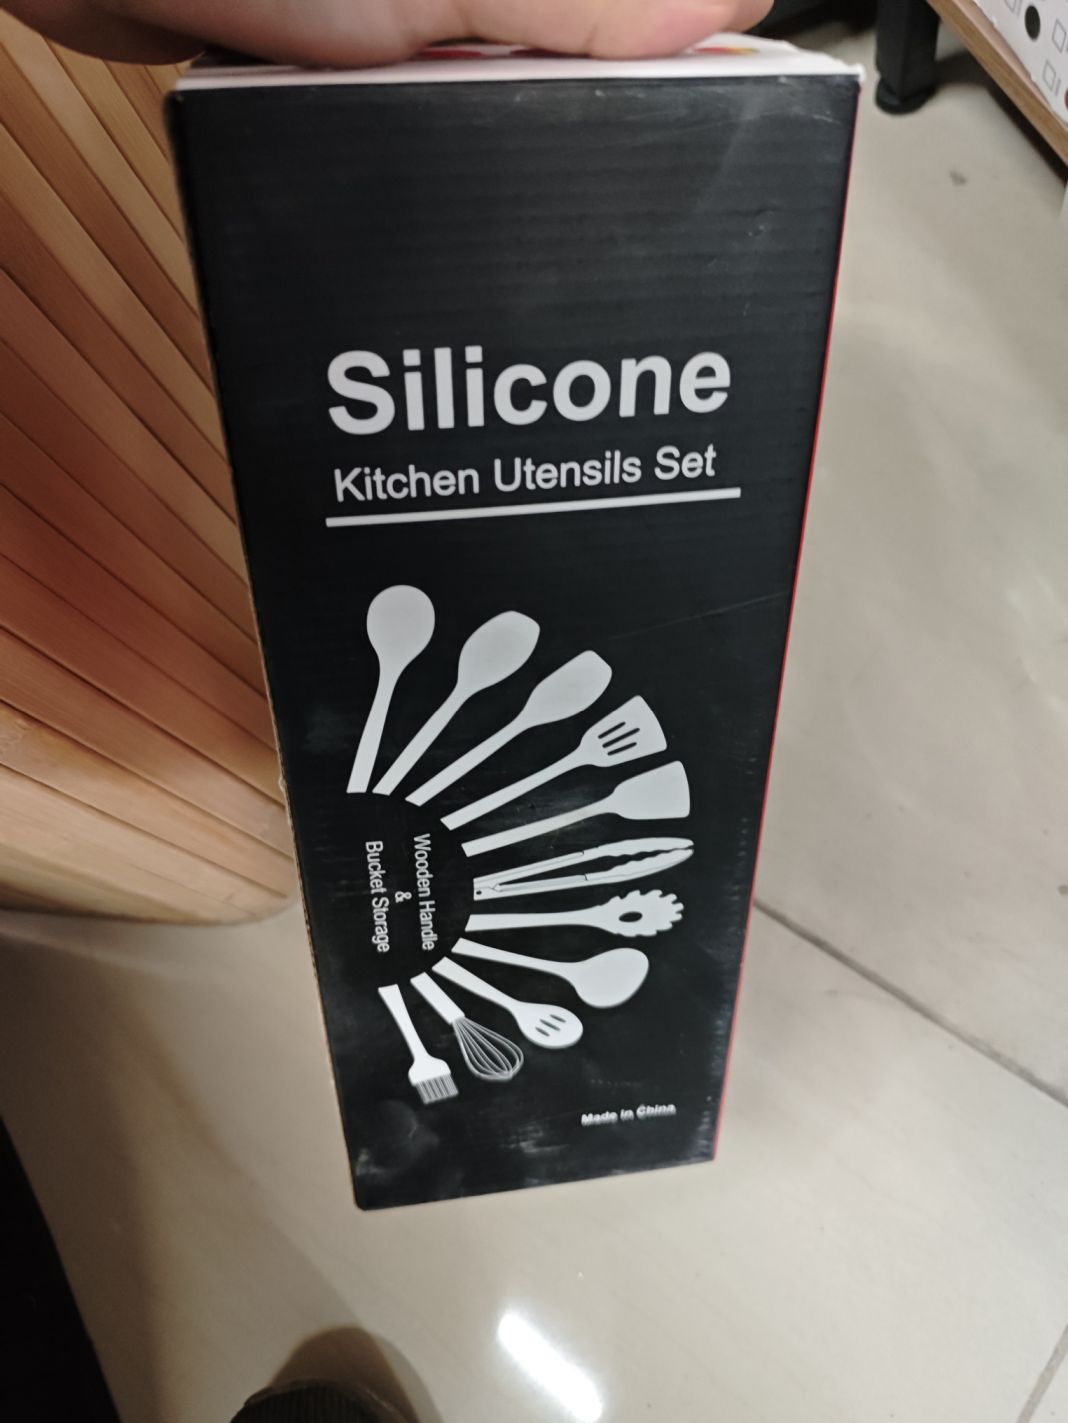 Silicone
Kitchen Utensils Set
Wooden Handle
&
Bucket Storage
Made in China